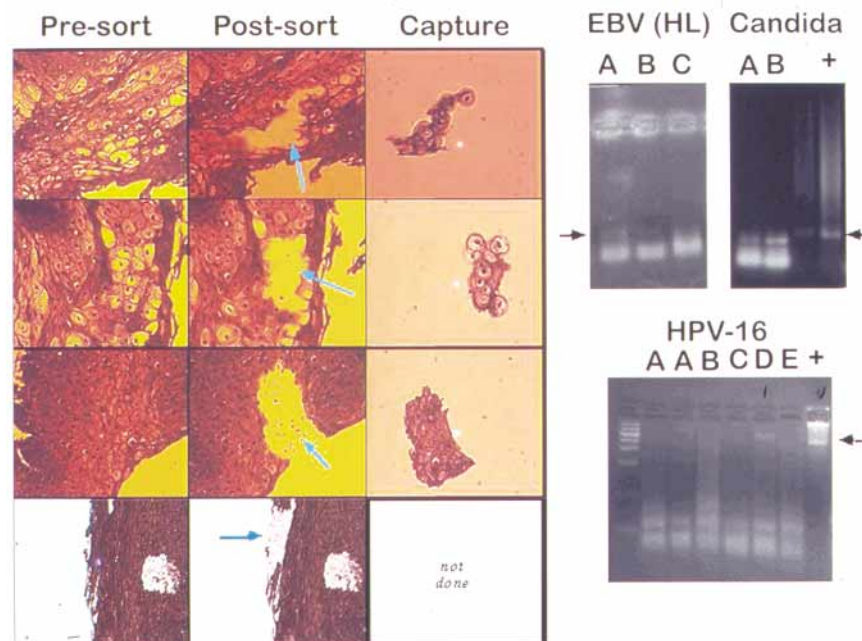 Pre-sort Post-sort Capture
EBV (HL) Candida
A B C A B +
not
done
HPV-16
A A B C D E +